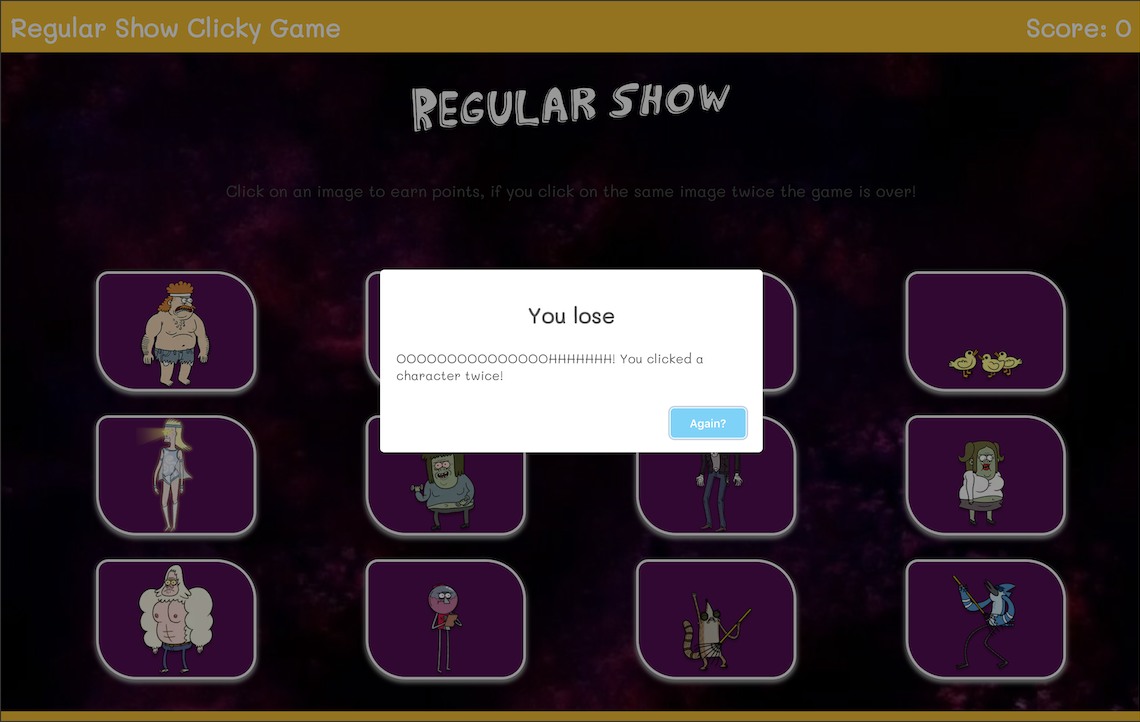 Regular Show Clicky Game
Score: 0
REGULAR SHOW
Click on an image to earn points, if you click on the same image twice the game is over!
You lose
OOOOOOOOOOOOOOOHHHHHHH! You clicked a
character twice!
Again?